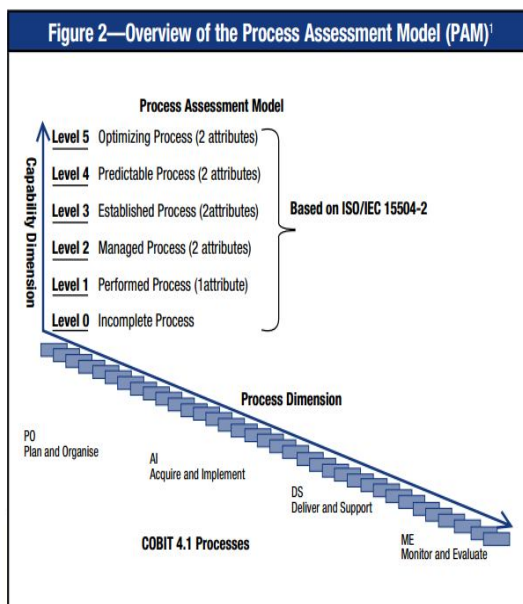 Figure 2—Overview of the Process Assessment Model (PAM)¹
Process Assessment Model
Level 5 Optimizing Process (2 attributes)
Level 4 Predictable Process (2 attributes)
Level 3 Established Process (2attributes)
Level 2 Managed Process (2 attributes)
Level 1 Performed Process (1attribute)
Level 0 Incomplete Process
Capability Dimension
Based on ISO/IEC 15504-2
Process Dimension
PO
Plan and Organise
AI
Acquire and Implement
DS
Deliver and Support
ME
Monitor and Evaluate
COBIT 4.1 Processes